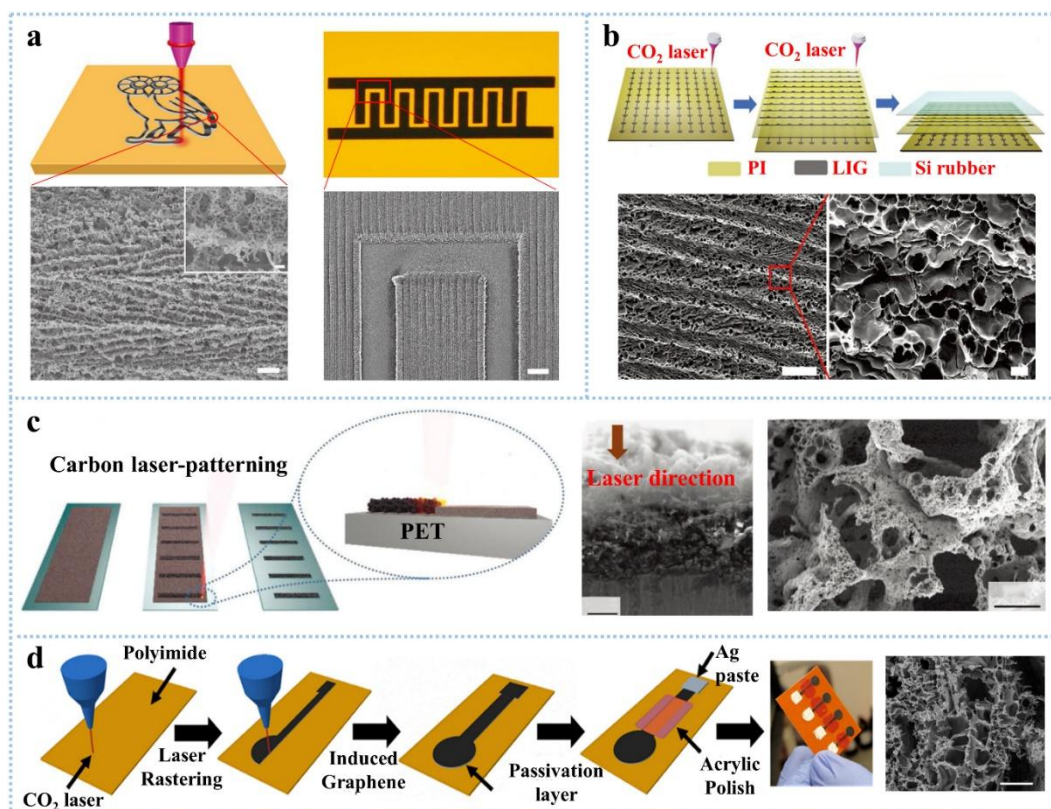 a
b
CO₂ laser
CO₂ laser
PI
LIG
Si rubber
c
Carbon laser-patterning
PET
Laser direction
d
Polyimide
Laser
Rastering
CO₂ laser
Induced
Graphene
Passivation
layer
Ag
paste
Acrylic
Polish